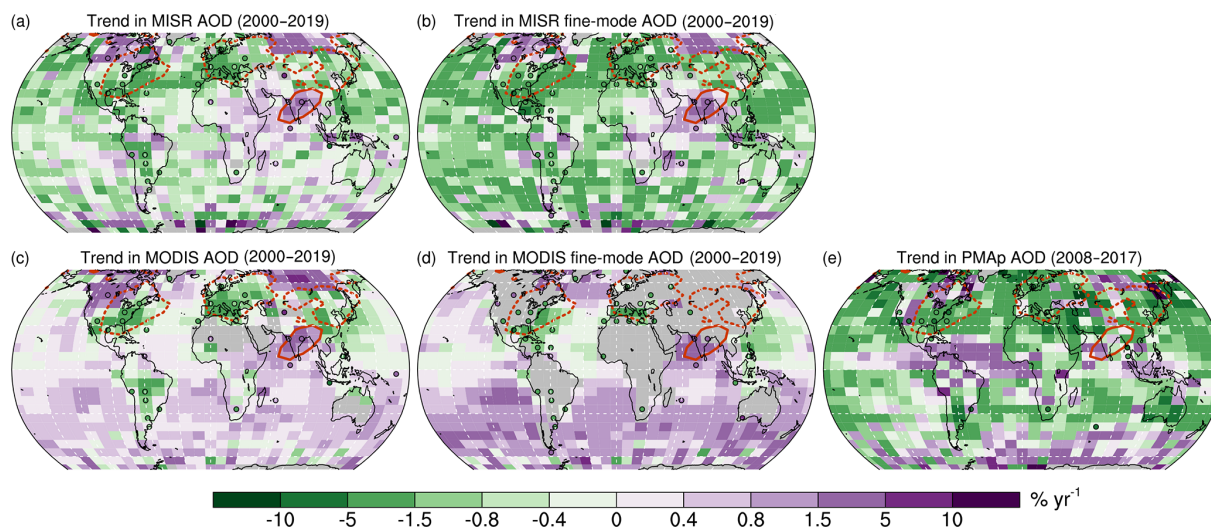 (a) Trend in MISR AOD (2000−2019)
(b) Trend in MISR fine-mode AOD (2000−2019)
(c) Trend in MODIS AOD (2000−2019)
(d) Trend in MODIS fine-mode AOD (2000−2019)
(e) Trend in PMAp AOD (2008−2017)
-10 -5 -1.5 -0.8 -0.4 0 0.4 0.8 1.5 5 10 % yr⁻¹